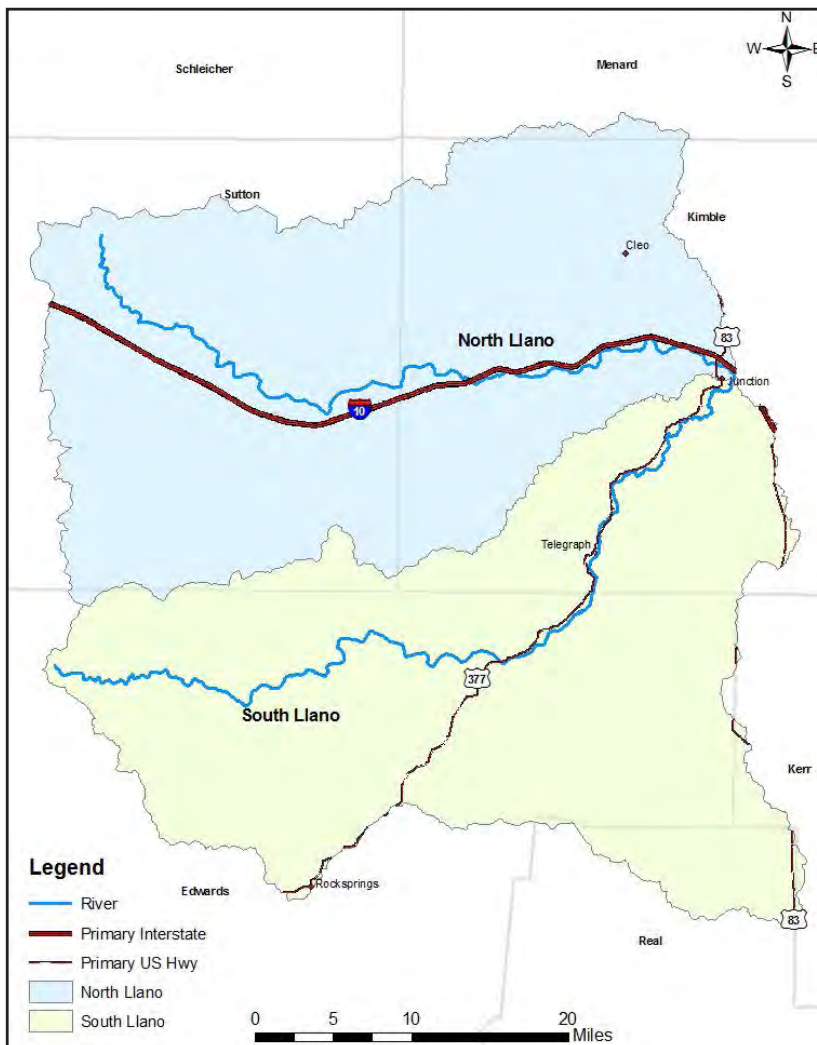 N
W E
S
Schleicher
Menard
Sutton
Kimble
Cleo
North Llano
83
Junction
10
Telegraph
377
South Llano
Kerr
Legend
Edwards
Rocksprings
River
83
Primary Interstate
Real
Primary US Hwy
North Llano
South Llano
0 5 10 20
Miles